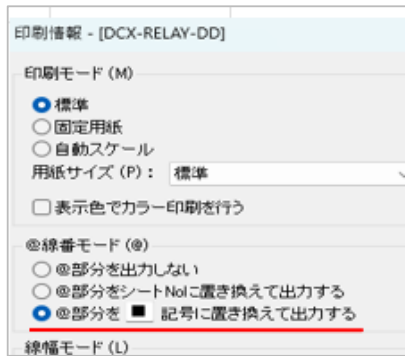 印刷情報 - [DCX-RELAY-DD]
印刷モード (M)
標準
固定用紙
自動スケール
用紙サイズ (P) : 標準
表示色でカラー印刷を行う
@線番モード (@)
@部分を出力しない
@部分をシートNoに置き換えて出力する
@部分を ■ 記号に置き換えて出力する
線幅モード (L)